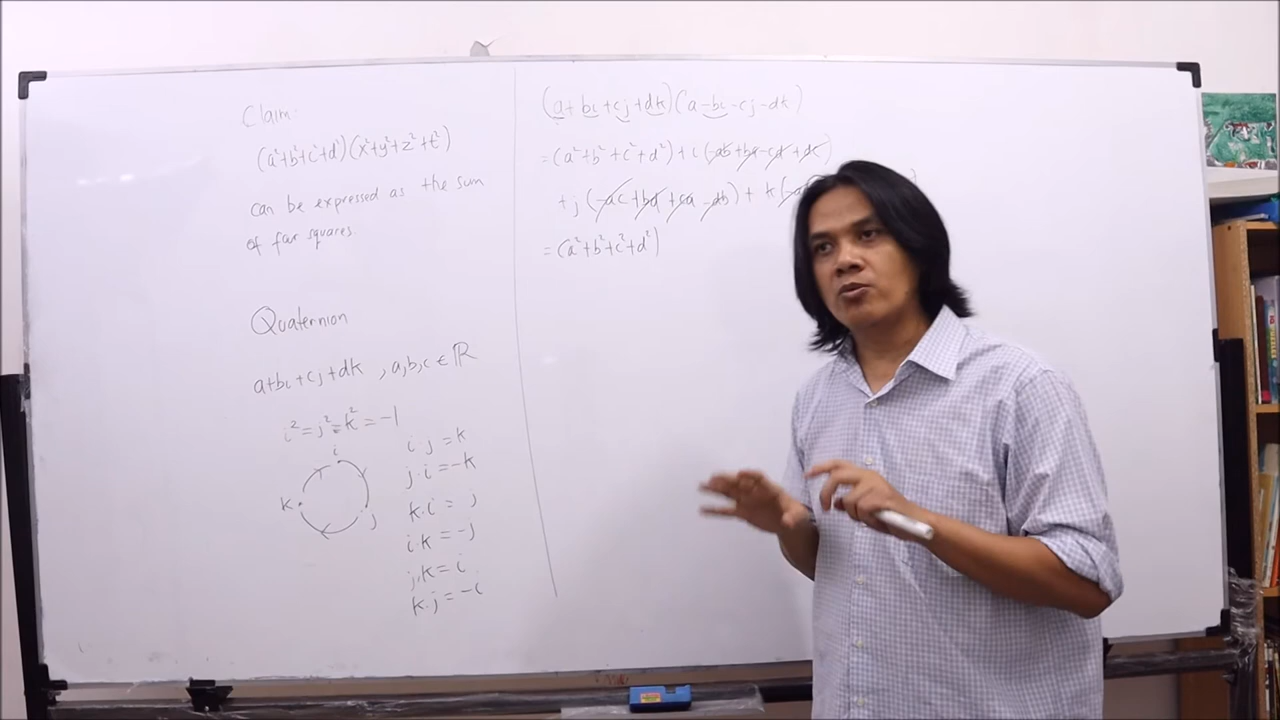 Claim:
(a²+b²+c²+d²)(x²+y²+z²+t²)
can be expressed as the sum
of four squares.
Quaternion
a+bi+cj+dk , a,b,c ∈ ℝ
i²=j²=k²=-1
i
k
j
i·j=k
j·i=-k
k·i=j
i·k=-j
j·k=i
k·j=-i
(a+bi+cj+dk)(a-bi-cj-dk)
=(a²+b²+c²+d²)+i(-ab+ba-cd+dc)
+j(-ac+bd+ca-db)+k(-a
=(a²+b²+c²+d²)